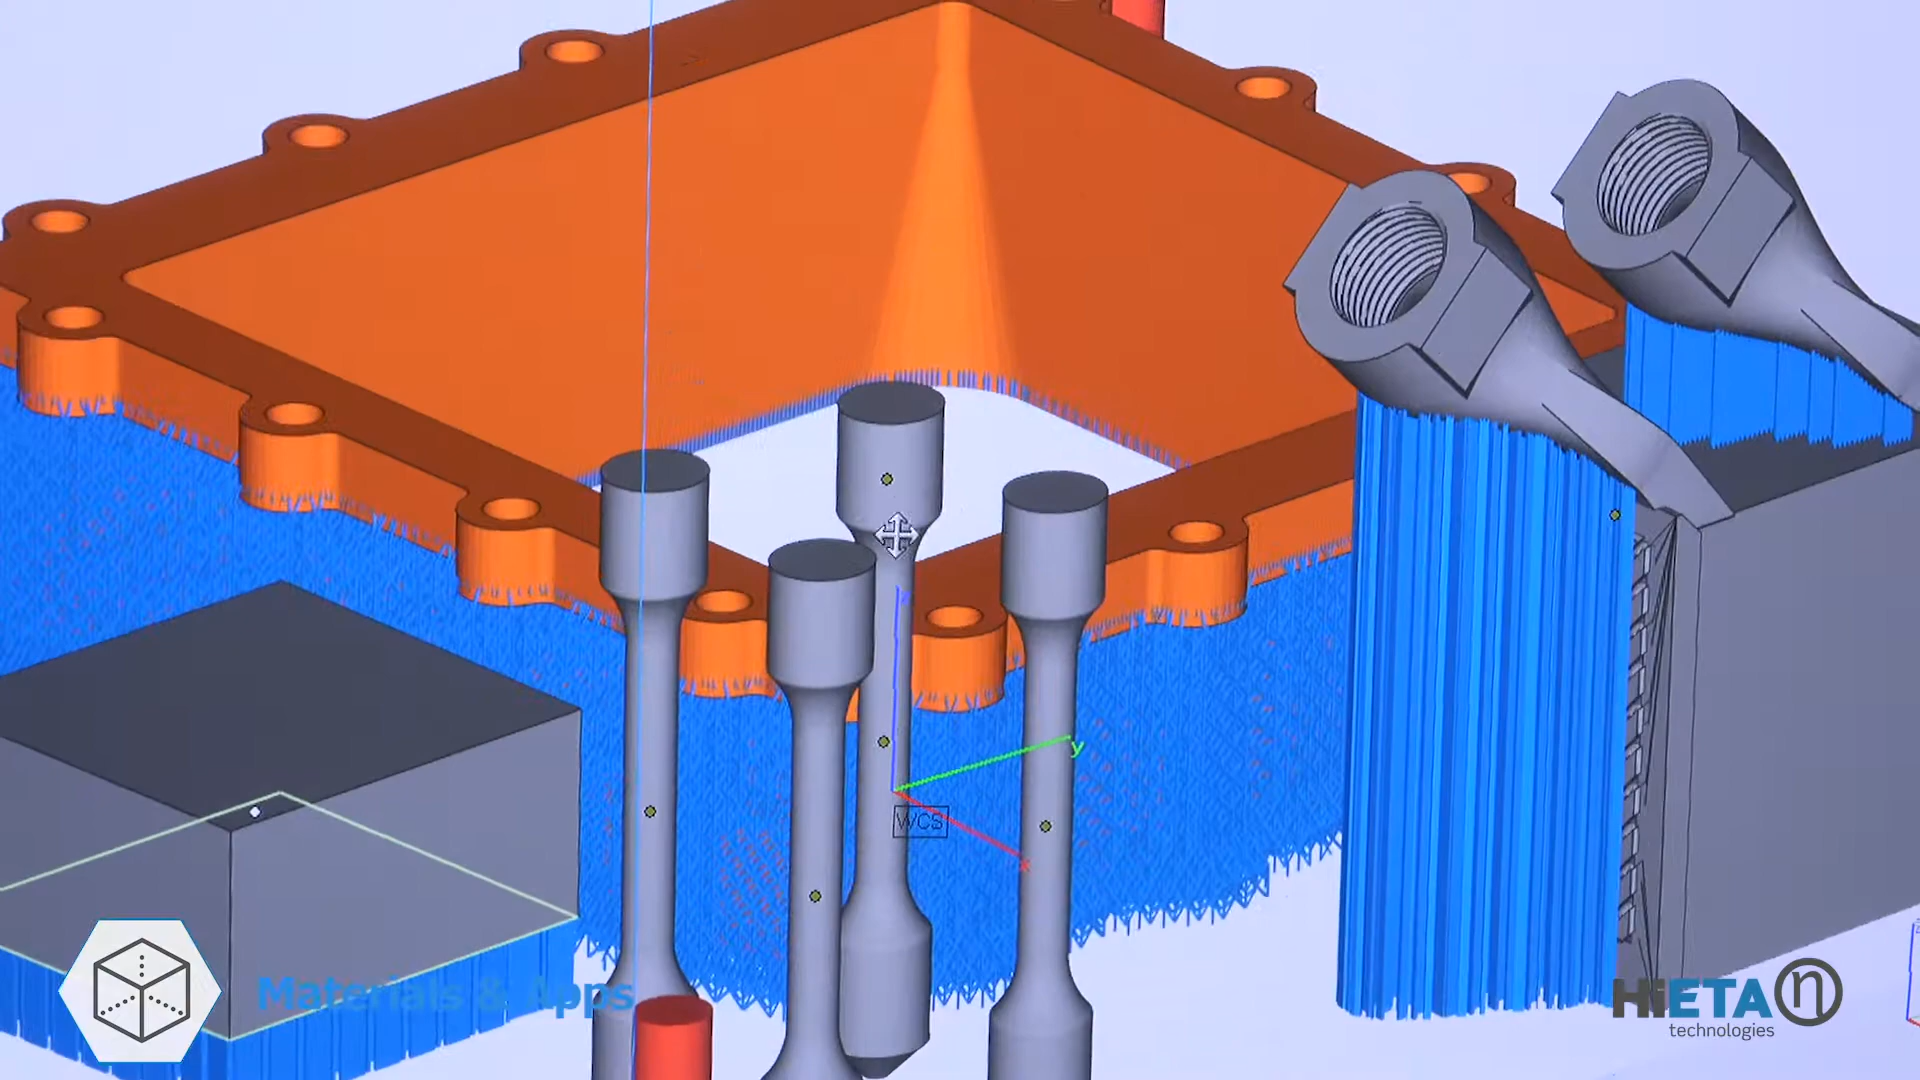 y
WCS
x
Materials & Apps
HiETA
technologies